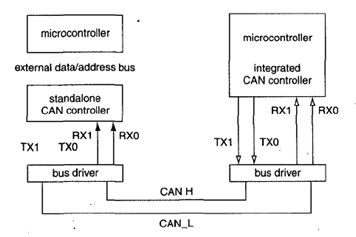 microcontroller
external data/address bus
standalone
CAN controller
RX1
RX0
TX1
TX0
bus driver
microcontroller
integrated
CAN controller
RX1
RX0
TX1
TX0
bus driver
CAN H
CAN_L